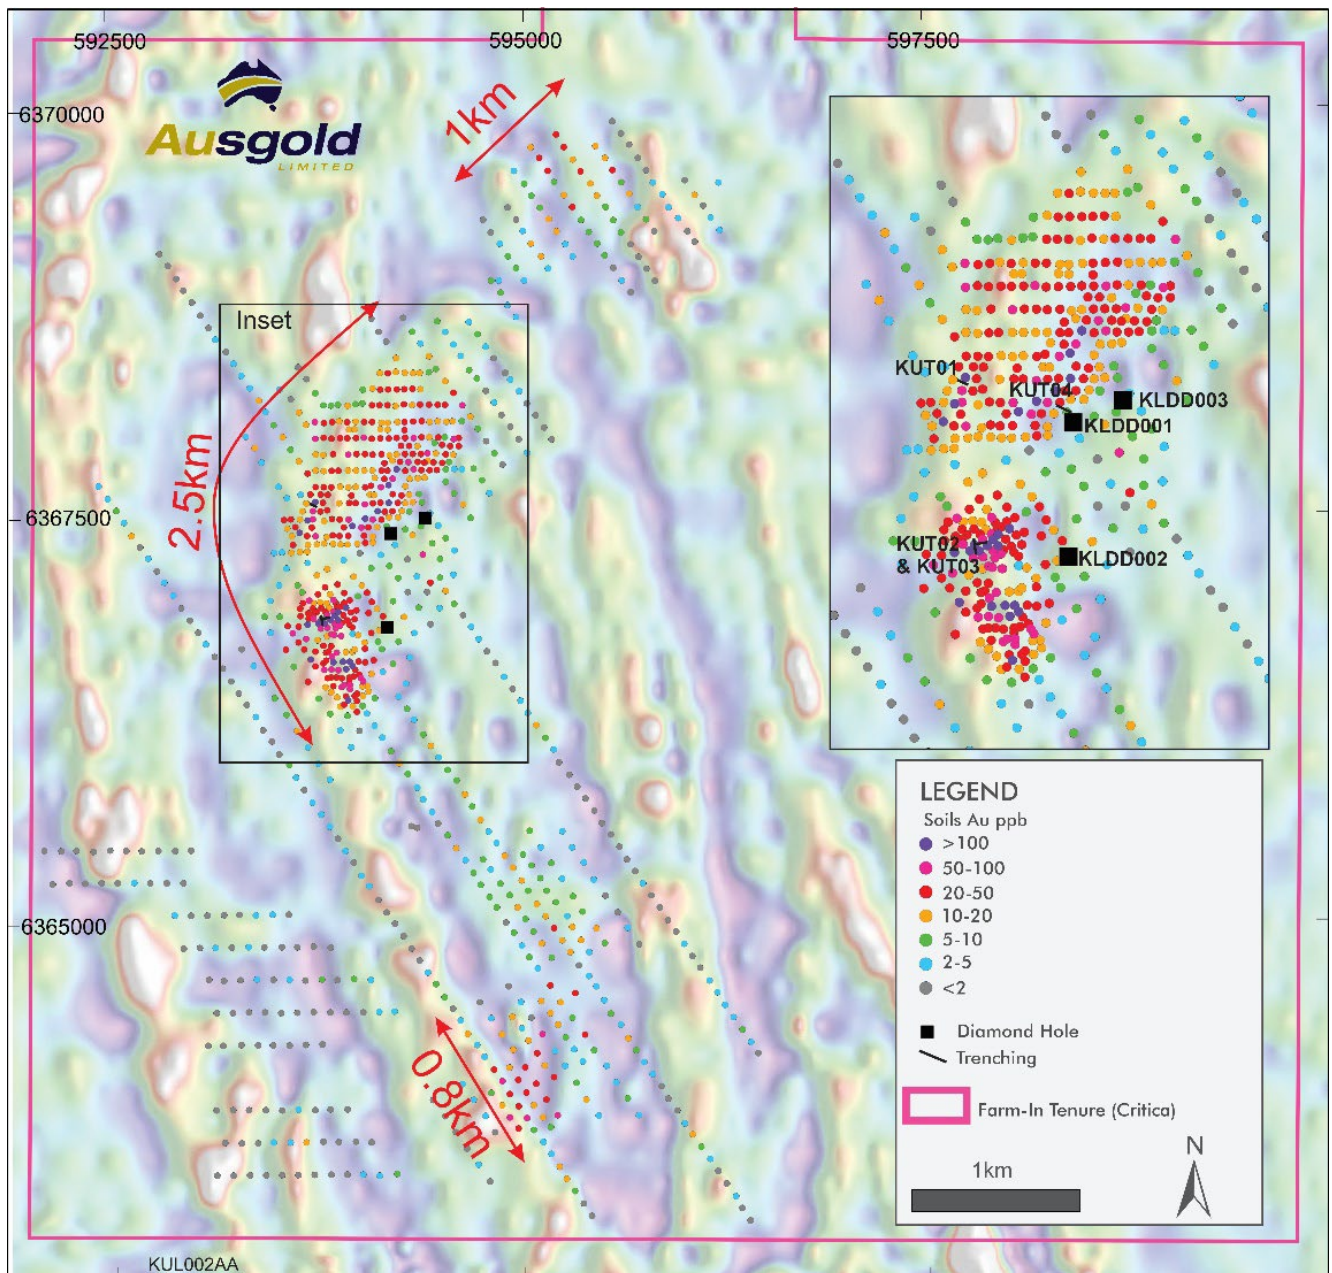 592500
595000
597500
6370000
Ausgold
LIMITED
1km
Inset
2.5km
6367500
KUT01
KUT04
KLDD003
KLDD001
KUT02
& KUT03
KLDD002
LEGEND
Soils Au ppb
>100
50-100
20-50
10-20
5-10
2-5
<2
Diamond Hole
Trenching
Farm-In Tenure (Critica)
1km
N
6365000
0.8km
KUL002AA